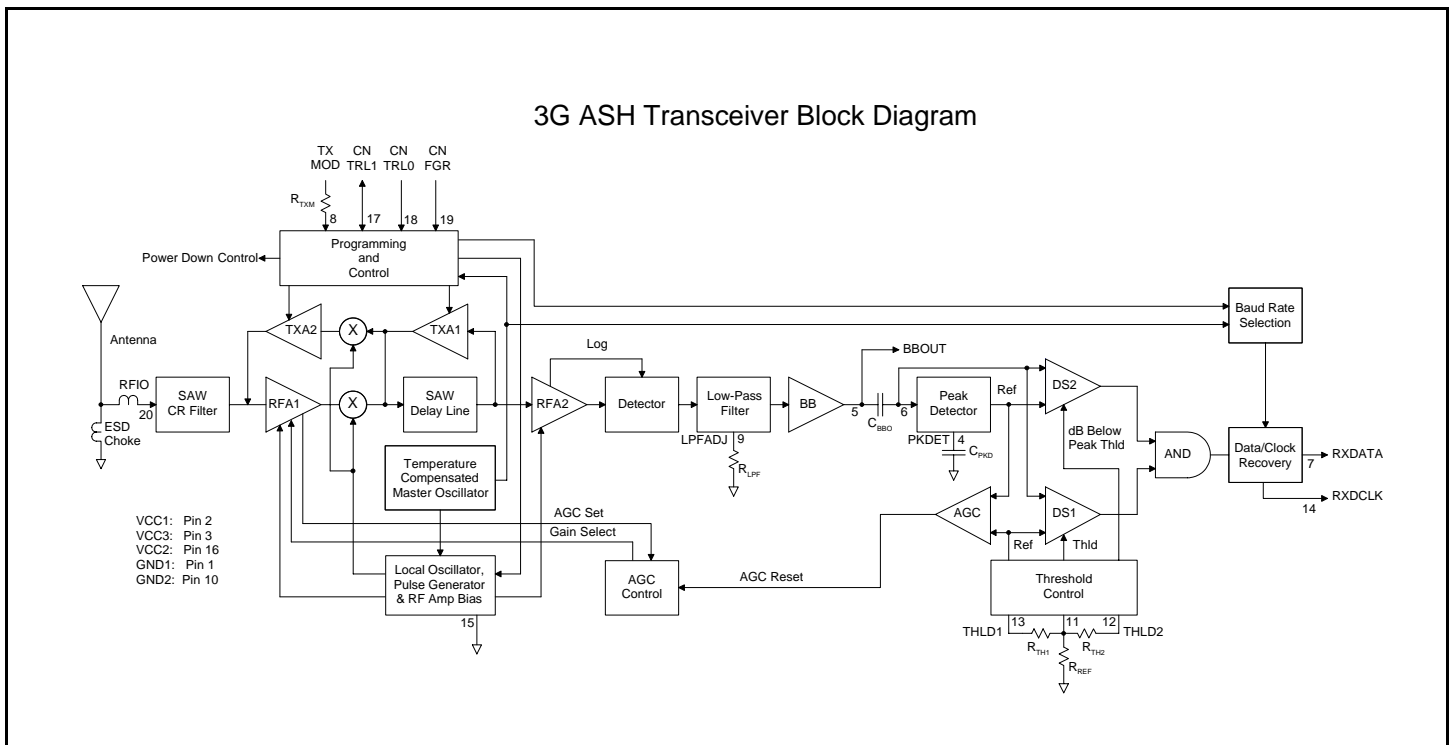 3G ASH Transceiver Block Diagram
TX
MOD
CN
TRL1
CN
TRL0
CN
FGR
RTXM
8
17
18
19
Programming
and
Control
Power Down Control
Antenna
RFIO
20
ESD
Choke
SAW
CR Filter
TXA2
X
TXA1
RFA1
X
SAW
Delay Line
Log
RFA2
Detector
Low-Pass
Filter
LPFADJ
9
RLPF
BB
5
BBOUT
CBBO
6
Peak
Detector
PKDET
4
CPKD
Ref
DS2
dB Below
Peak Thld
AND
Baud Rate
Selection
Data/Clock
Recovery
7
RXDATA
RXDCLK
14
Temperature
Compensated
Master Oscillator
AGC Set
Gain Select
Local Oscillator,
Pulse Generator
& RF Amp Bias
15
AGC
Control
AGC Reset
AGC
Ref
DS1
Thld
Threshold
Control
THLD1
13
11
12
THLD2
RTH1
RTH2
RREF
VCC1: Pin 2
VCC3: Pin 3
VCC2: Pin 16
GND1: Pin 1
GND2: Pin 10